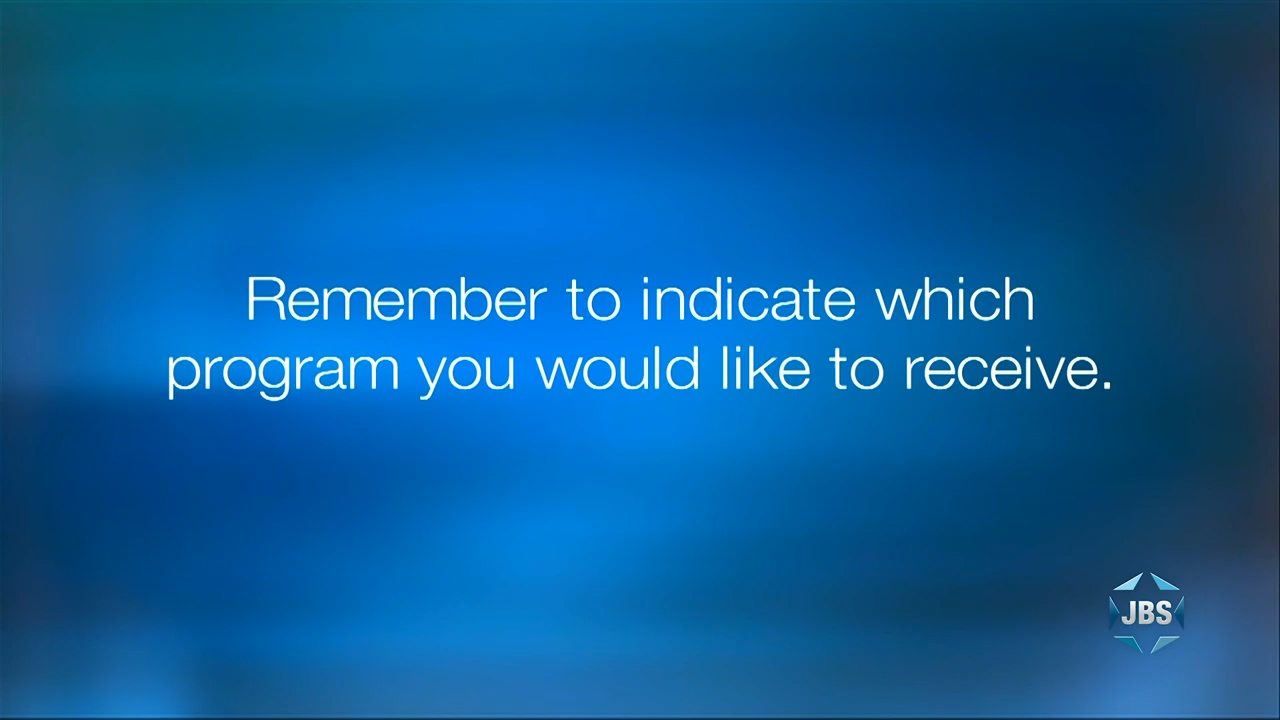 Remember to indicate which
program you would like to receive.
JBS